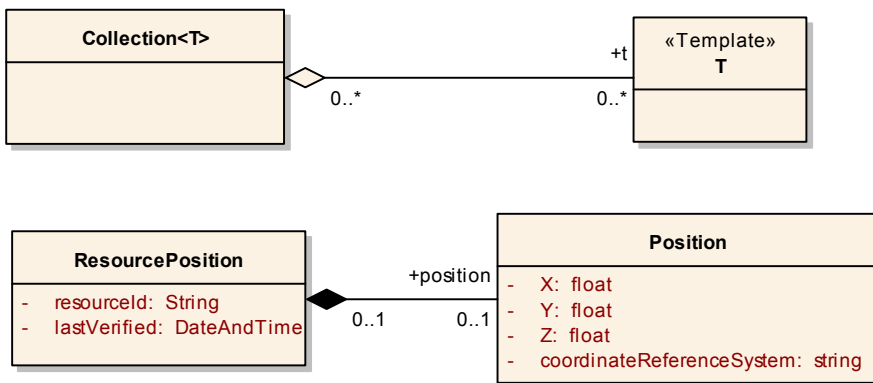 Collection<T>
«Template»
T
+t
0..*
0..*
ResourcePosition
- resourceId: String
- lastVerified: DateAndTime
+position
0..1
0..1
Position
- X: float
- Y: float
- Z: float
- coordinateReferenceSystem: string